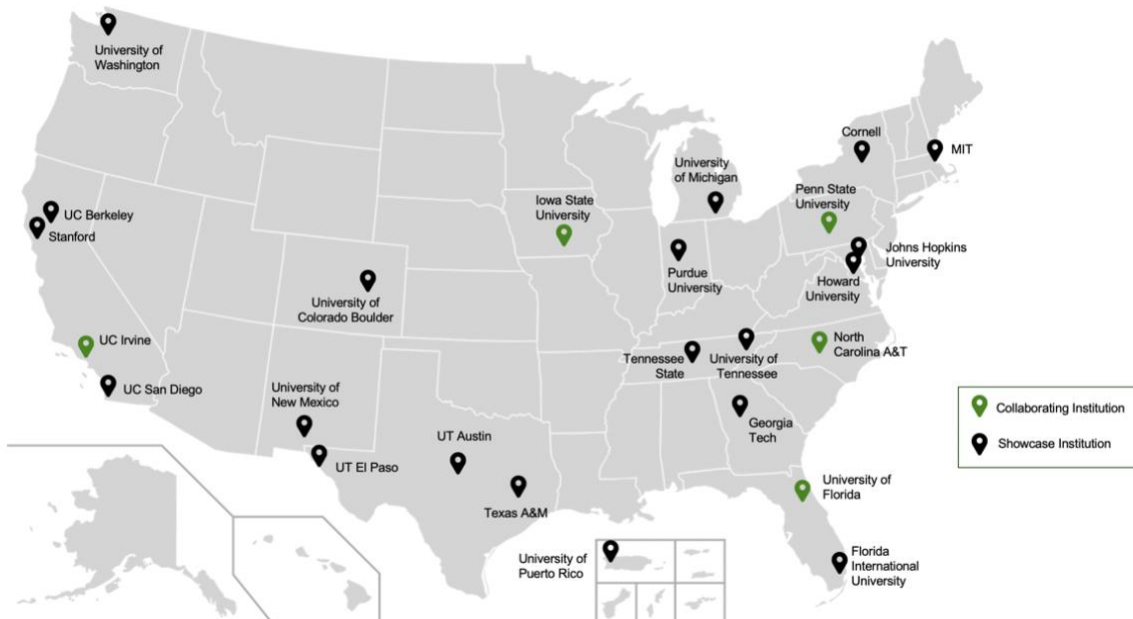 University of
Washington
Cornell
MIT
University
of Michigan
Penn State
University
Iowa State
University
UC Berkeley
Stanford
Johns Hopkins
University
Purdue
University
Howard
University
University of
Colorado Boulder
UC Irvine
North
Carolina A&T
Tennessee
State
University of
Tennessee
UC San Diego
University of
New Mexico
Georgia
Tech
Collaborating Institution
Showcase Institution
UT Austin
UT El Paso
Texas A&M
University of
Florida
University of
Puerto Rico
Florida
International
University